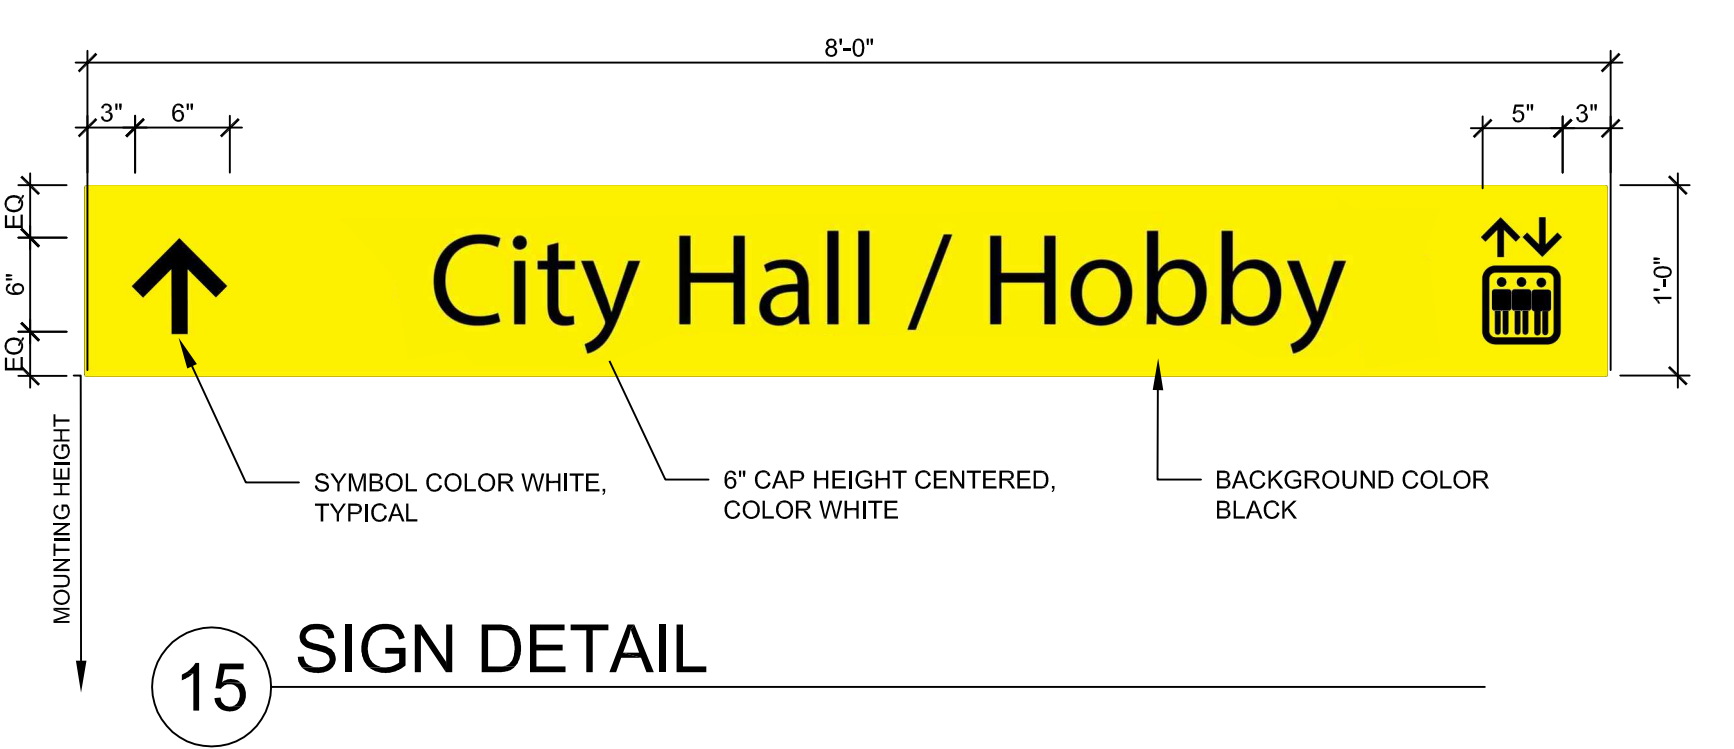 8'-0"
3" 6" 5" 3"
EQ
6"
EQ
City Hall / Hobby
1'-0"
MOUNTING HEIGHT
SYMBOL COLOR WHITE,
TYPICAL
6" CAP HEIGHT CENTERED,
COLOR WHITE
BACKGROUND COLOR
BLACK
15 SIGN DETAIL